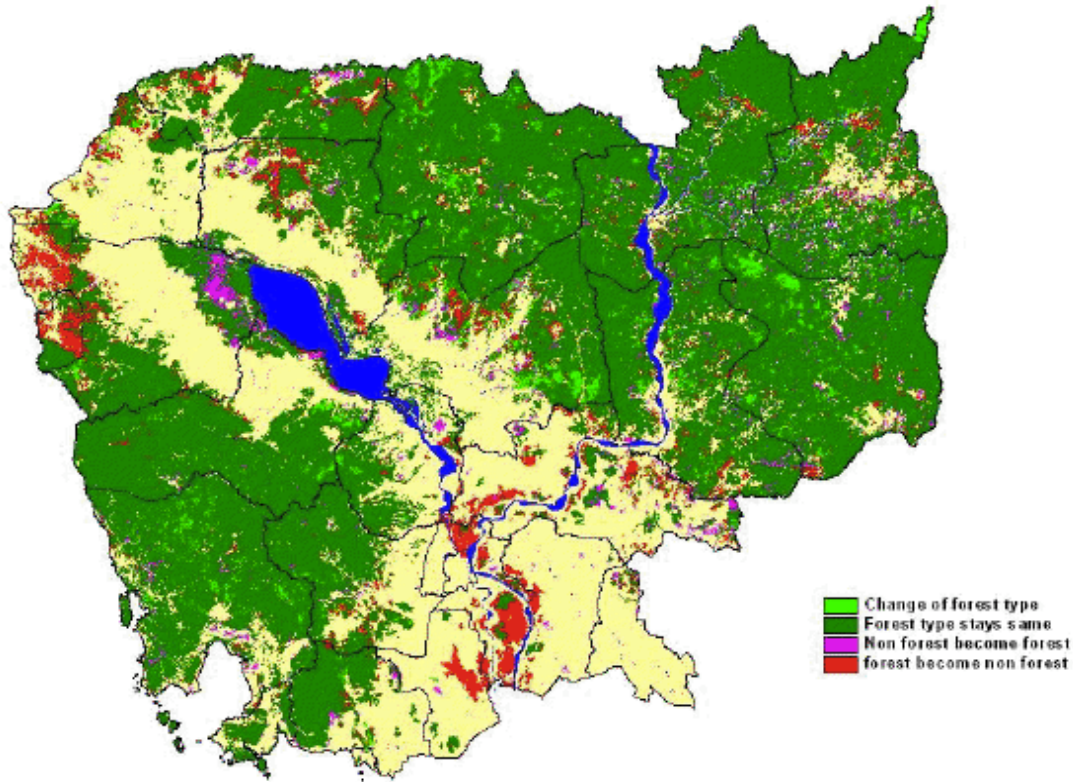 Change of forest type
Forest type stays same
Non forest become forest
forest become non forest